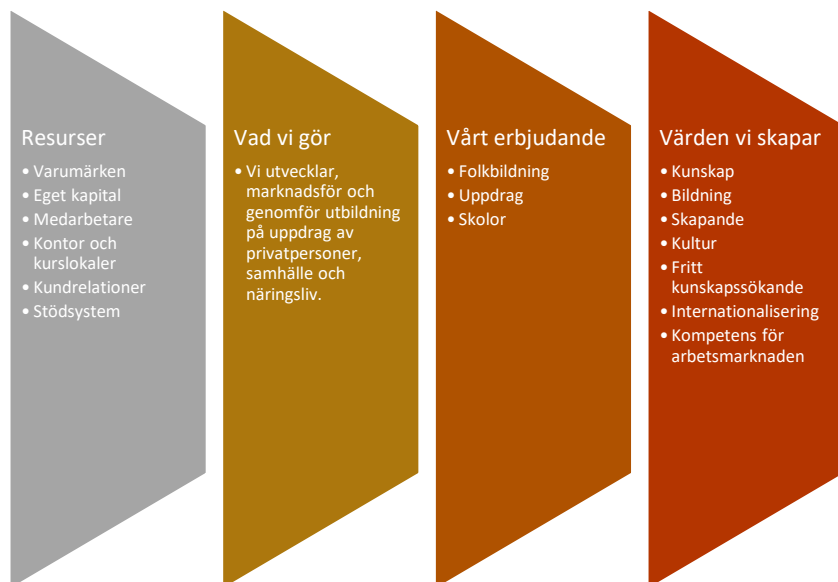 Resurser
• Varumärken
• Eget kapital
• Medarbetare
• Kontor och
kurslokaler
• Kundrelationer
• Stödsystem
Vad vi gör
• Vi utvecklar,
marknadsför och
genomför utbildning
på uppdrag av
privatpersoner,
samhälle och
näringsliv.
Vårt erbjudande
• Folkbildning
• Uppdrag
• Skolor
Värden vi skapar
• Kunskap
• Bildning
• Skapande
• Kultur
• Fritt
kunskapssökande
• Internationalisering
• Kompetens för
arbetsmarknaden